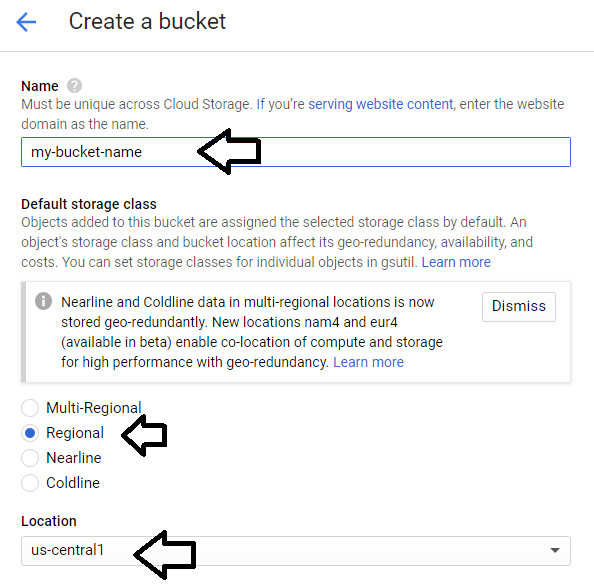 Create a bucket
Name
Must be unique across Cloud Storage. If you're serving website content, enter the website
domain as the name.
my-bucket-name
Default storage class
Objects added to this bucket are assigned the selected storage class by default. An
object's storage class and bucket location affect its geo-redundancy, availability, and
costs. You can set storage classes for individual objects in gsutil. Learn more
Nearline and Coldline data in multi-regional locations is now
stored geo-redundantly. New locations nam4 and eur4
(available in beta) enable co-location of compute and storage
for high performance with geo-redundancy. Learn more
Dismiss
Multi-Regional
Regional
Nearline
Coldline
Location
us-central1